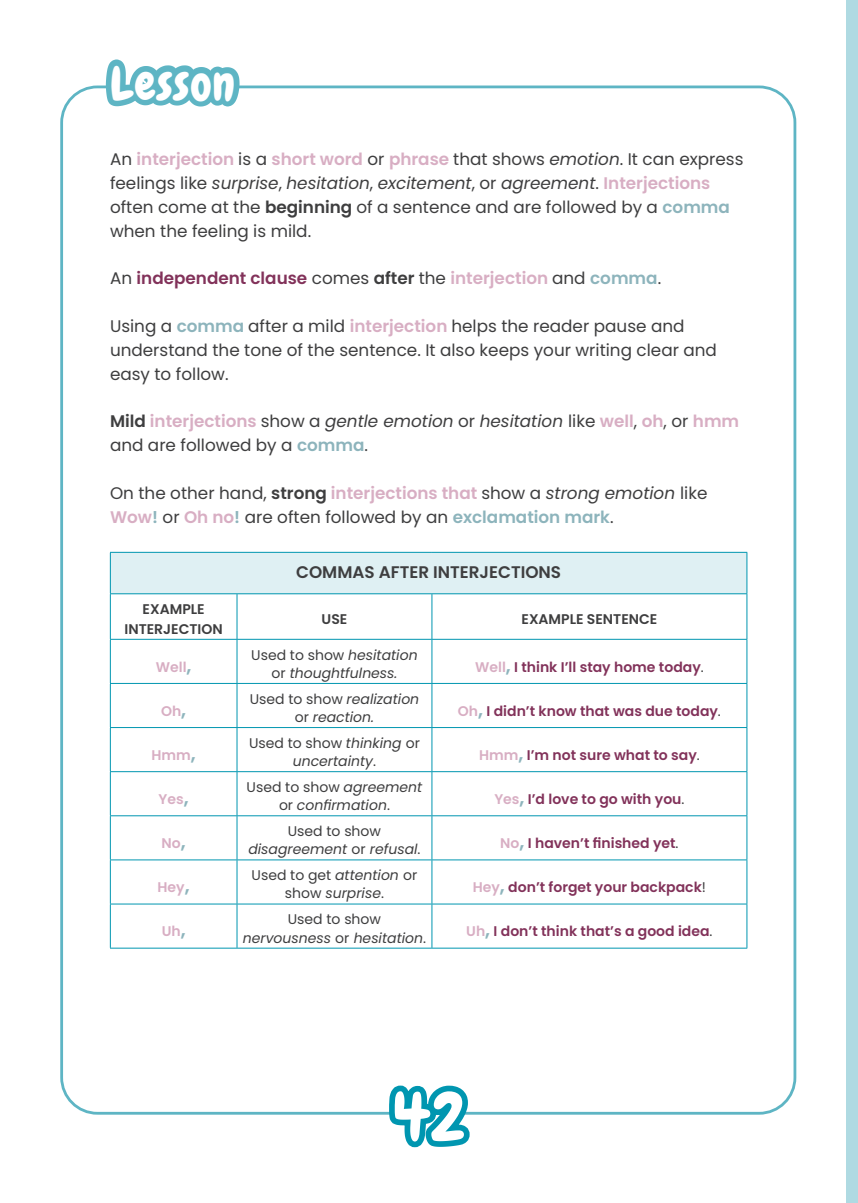 Lesson
An interjection is a short word or phrase that shows emotion. It can express
feelings like surprise, hesitation, excitement, or agreement. Interjections
often come at the beginning of a sentence and are followed by a comma
when the feeling is mild.
An independent clause comes after the interjection and comma.
Using a comma after a mild interjection helps the reader pause and
understand the tone of the sentence. It also keeps your writing clear and
easy to follow.
Mild interjections show a gentle emotion or hesitation like well, oh, or hmm
and are followed by a comma.
On the other hand, strong interjections that show a strong emotion like
Wow! or Oh no! are often followed by an exclamation mark.
COMMAS AFTER INTERJECTIONS
EXAMPLE
INTERJECTION
USE
EXAMPLE SENTENCE
Well,
Used to show hesitation
or thoughtfulness.
Well, I think I'll stay home today.
Oh,
Used to show realization
or reaction.
Oh, I didn't know that was due today.
Hmm,
Used to show thinking or
uncertainty.
Hmm, I'm not sure what to say.
Yes,
Used to show agreement
or confirmation.
Yes, I'd love to go with you.
No,
Used to show
disagreement or refusal.
No, I haven't finished yet.
Hey,
Used to get attention or
show surprise.
Hey, don't forget your backpack!
Uh,
Used to show
nervousness or hesitation.
Uh, I don't think that's a good idea.
42